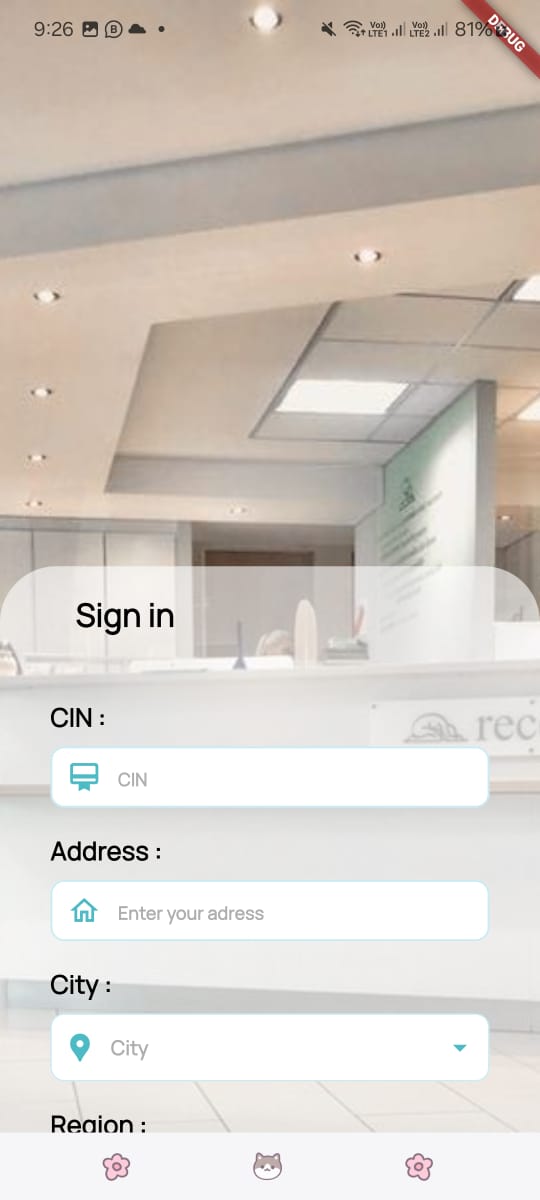 9:26
Vo)) LTE1 Vo)) LTE2 81%
DEBUG
Sign in
rec
CIN :
CIN
Address :
Enter your adress
City :
City
Region :